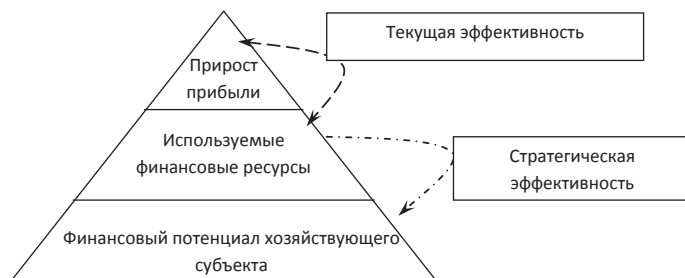 Текущая эффективность
Прирост
прибыли
Используемые
финансовые ресурсы
Стратегическая
эффективность
Финансовый потенциал хозяйствующего
субъекта